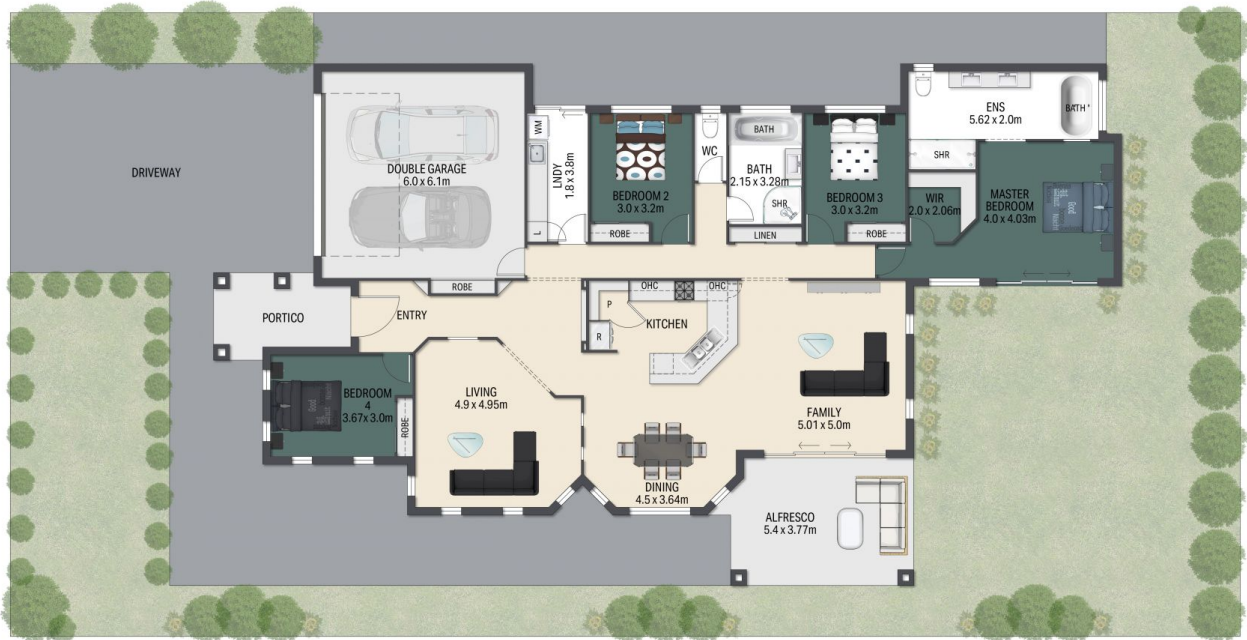 DRIVEWAY
DOUBLE GARAGE
6.0 x 6.1m
WM
LNDY
1.8 x 3.8m
L
BEDROOM 2
3.0 x 3.2m
ROBE
WC
BATH
BATH
2.15 x 3.28m
SHR
LINEN
BEDROOM 3
3.0 x 3.2m
ROBE
ENS
5.62 x 2.0m
BATH
SHR
WIR
2.0 x 2.06m
MASTER
BEDROOM
4.0 x 4.03m
PORTICO
ENTRY
ROBE
P
R
OHC
OHC
KITCHEN
BEDROOM
4
3.67x 3.0m
ROBE
LIVING
4.9 x 4.95m
FAMILY
5.01 x 5.0m
DINING
4.5 x 3.64m
ALFRESCO
5.4 x 3.77m